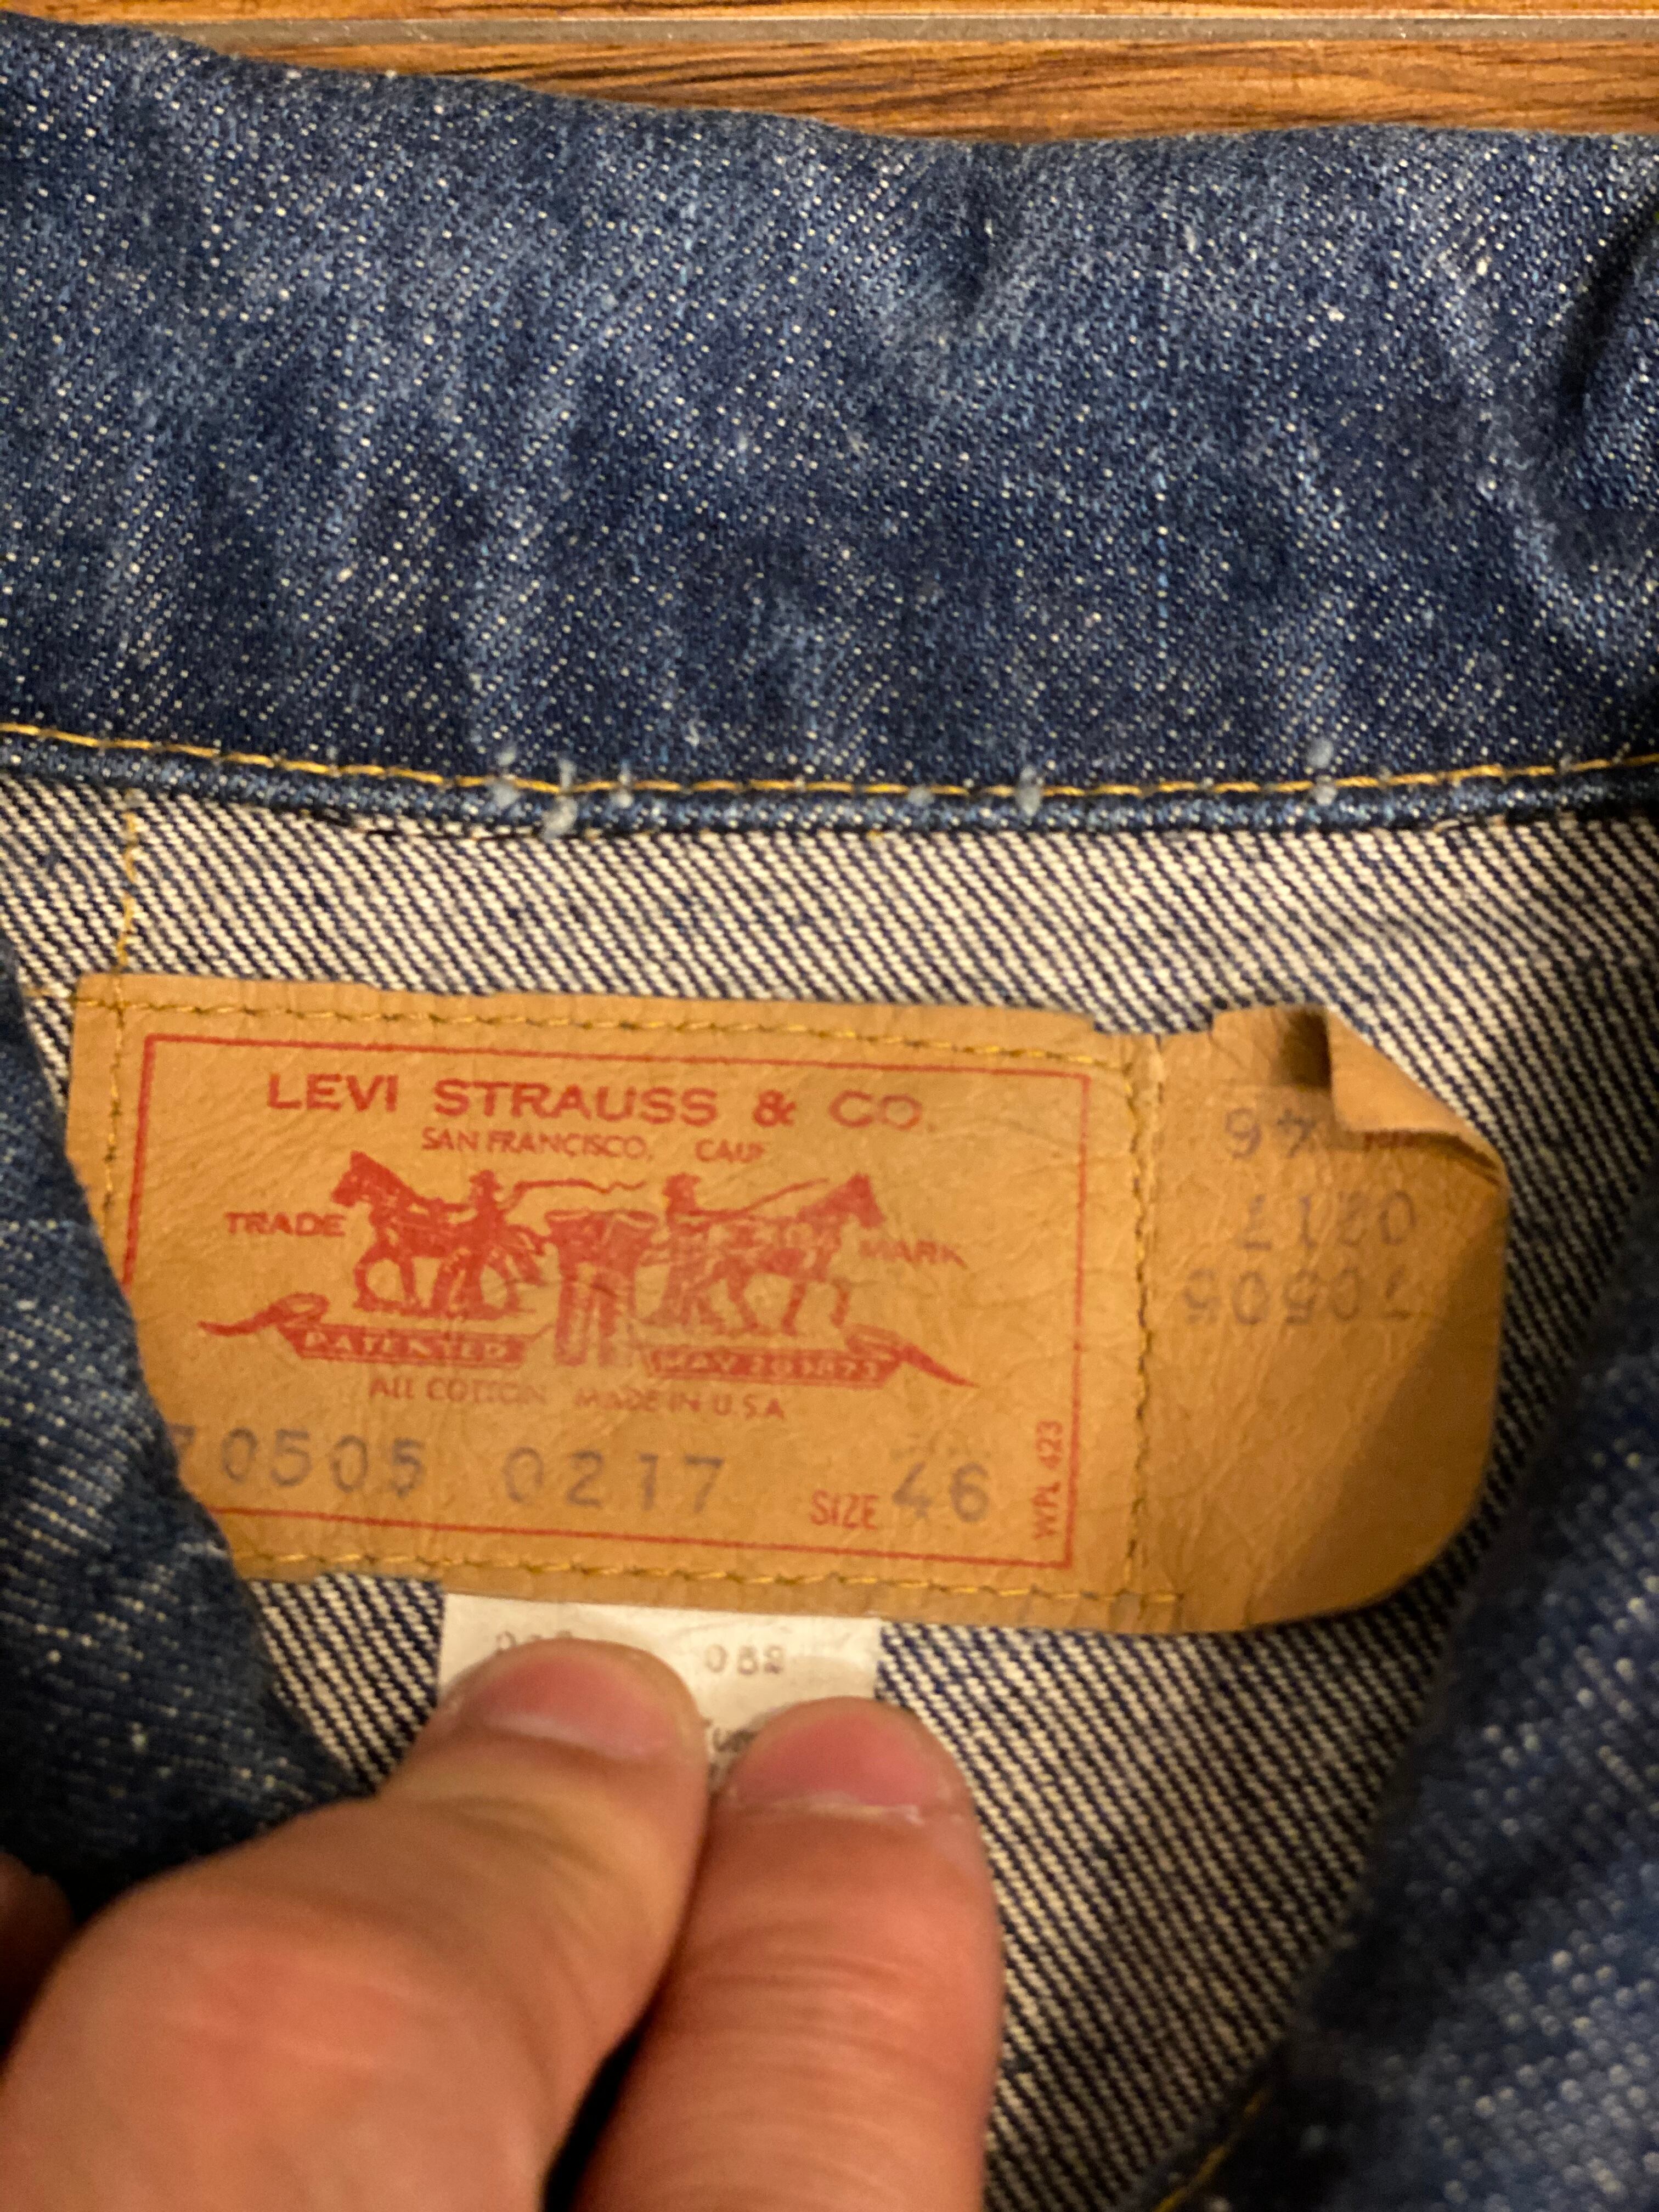 LEVI STRAUSS & CO.
SAN FRANCISCO, CALIF
TRADE MARK
PATENTED MAY 20 1873
ALL COTTON MADE IN U.S.A
70505 0217 SIZE 46
WPL 423
46
0217
70505
052